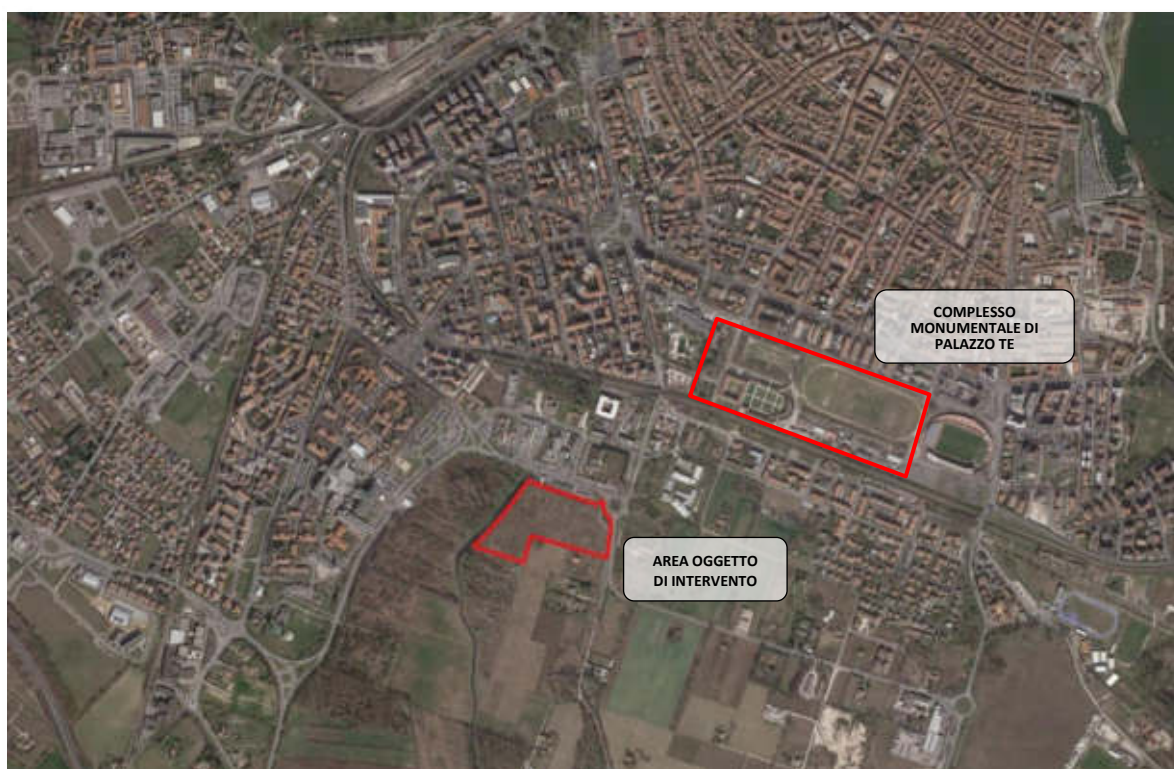 COMPLESSO
MONUMENTALE DI
PALAZZO TE
AREA OGGETTO
DI INTERVENTO